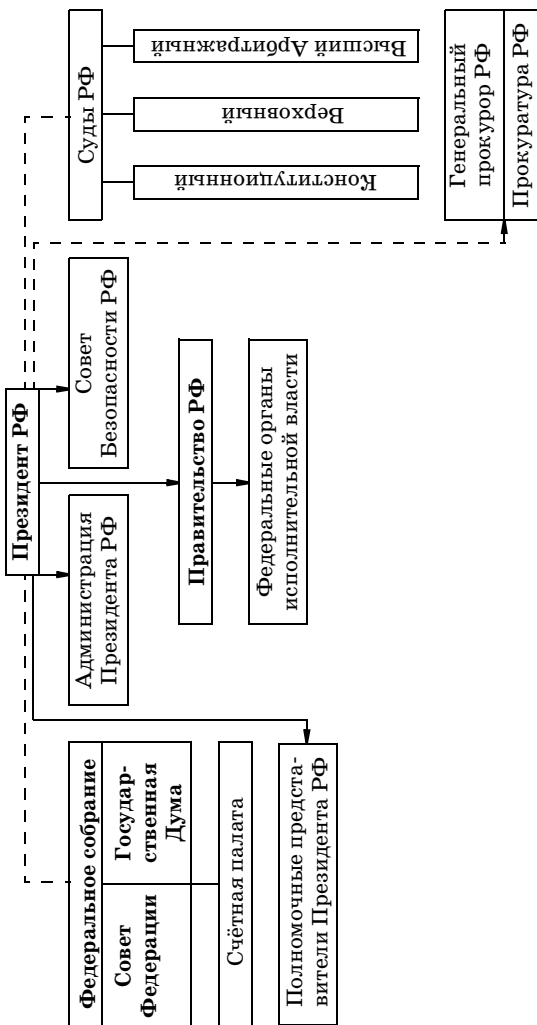 Президент РФ
Федеральное собрание
Совет
Федерации
Государ-
ственная
Дума
Счётная палата
Полномочные предста-
вители Президента РФ
Администрация
Президента РФ
Совет
Безопасности РФ
Правительство РФ
Федеральные органы
исполнительной власти
Суды РФ
Конституционный
Верховный
Высший Арбитражный
Генеральный
прокурор РФ
Прокуратура РФ